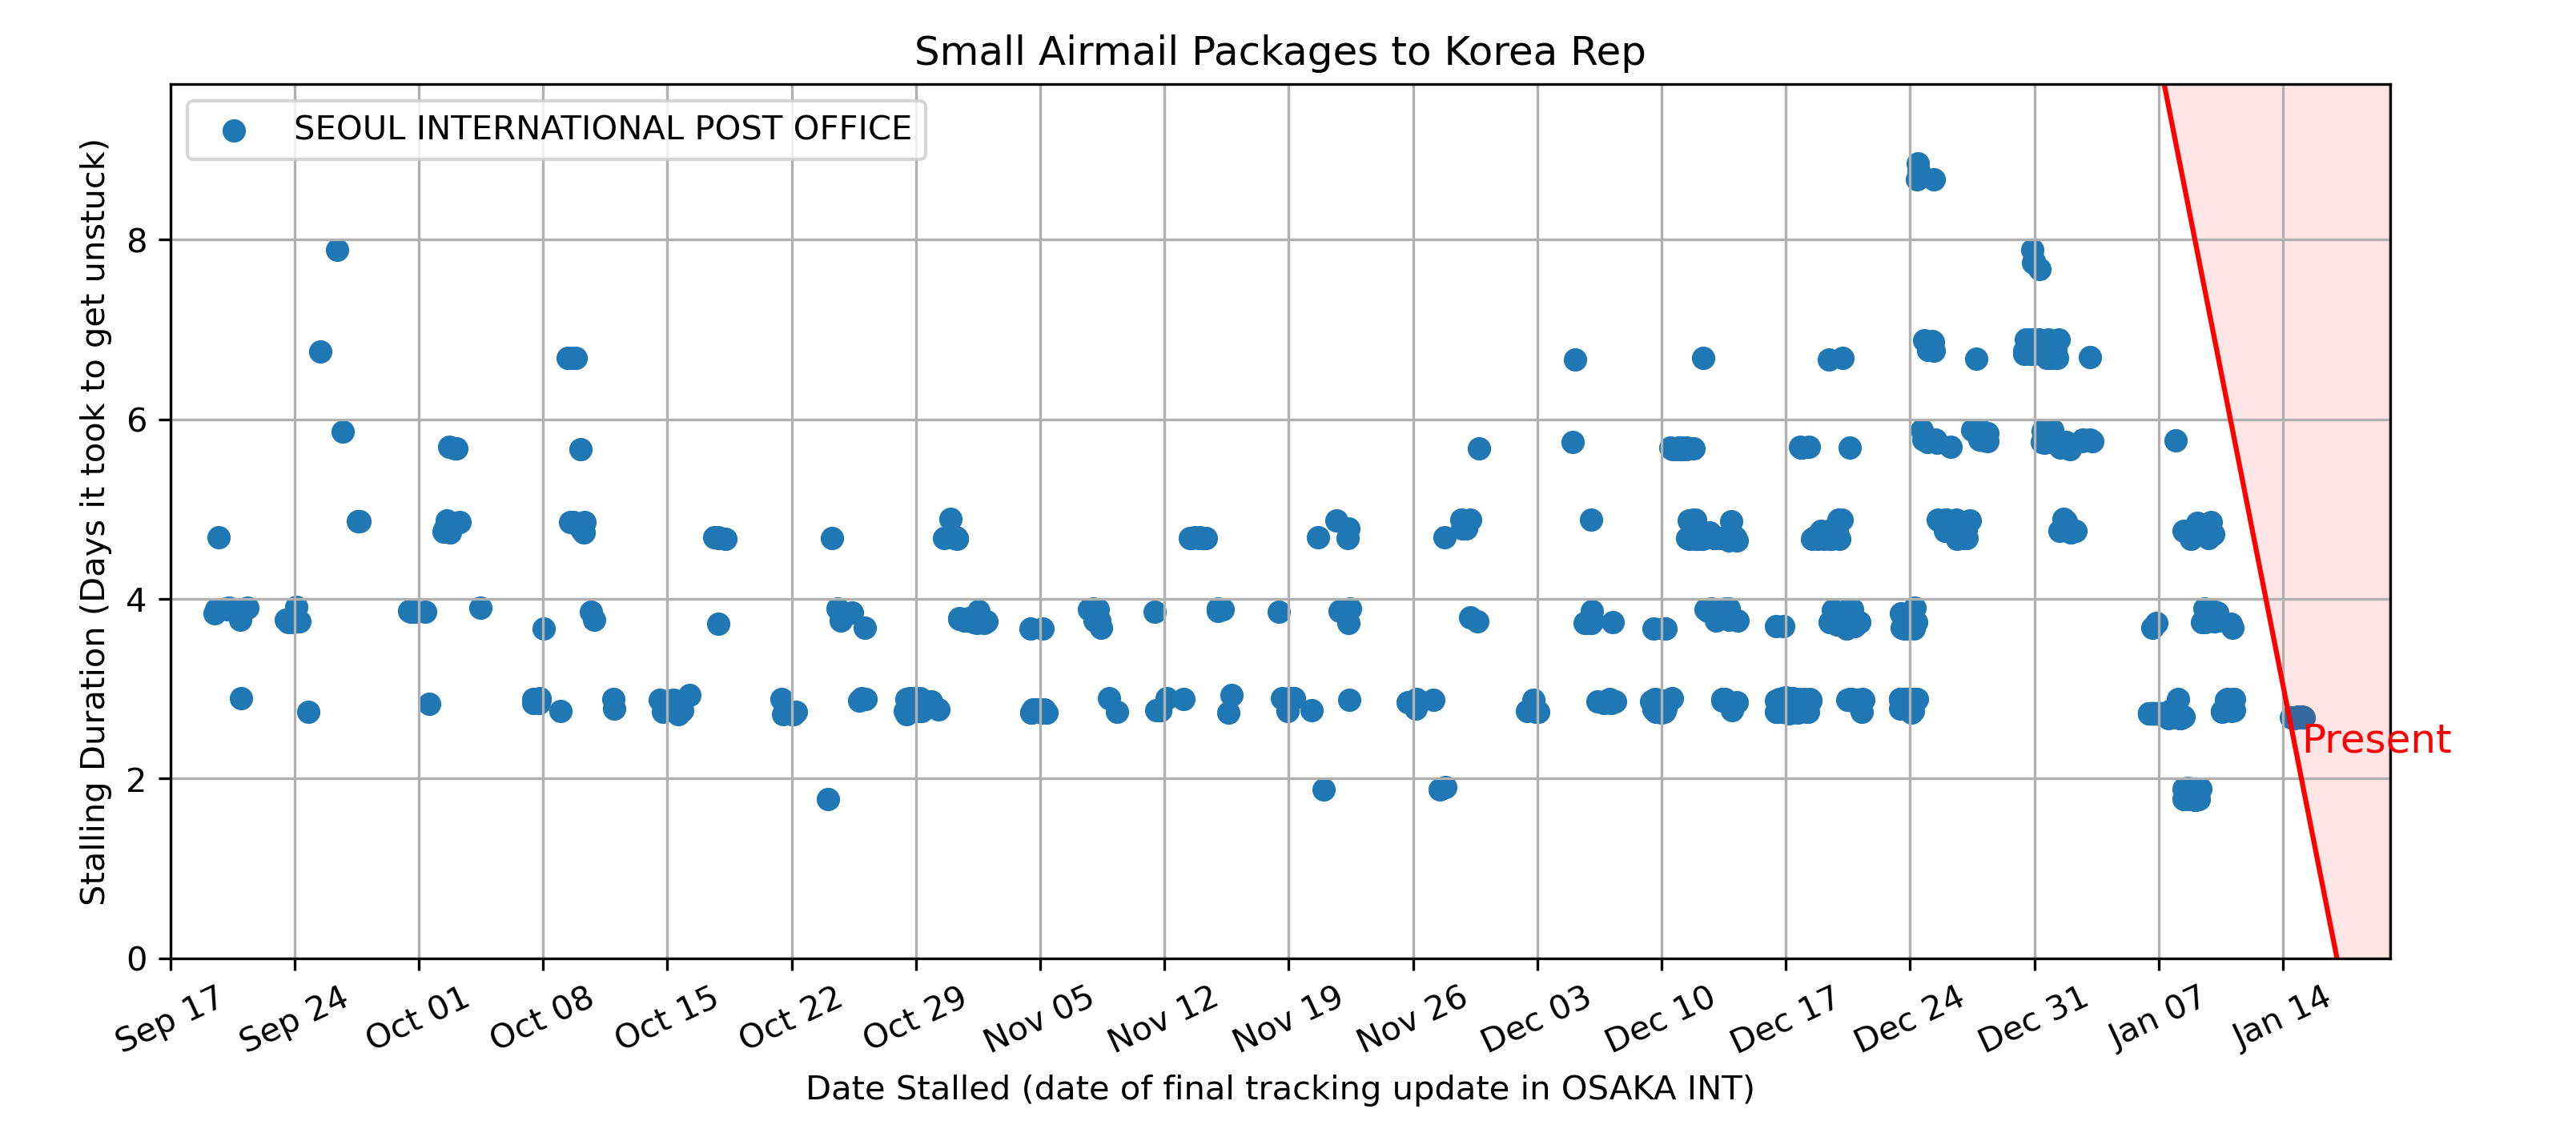 Small Airmail Packages to Korea Rep
SEOUL INTERNATIONAL POST OFFICE
Stalling Duration (Days it took to get unstuck)
8
6
4
2
0
Present
Sep 17
Sep 24
Oct 01
Oct 08
Oct 15
Oct 22
Oct 29
Nov 05
Nov 12
Nov 19
Nov 26
Dec 03
Dec 10
Dec 17
Dec 24
Dec 31
Jan 07
Jan 14
Date Stalled (date of final tracking update in OSAKA INT)